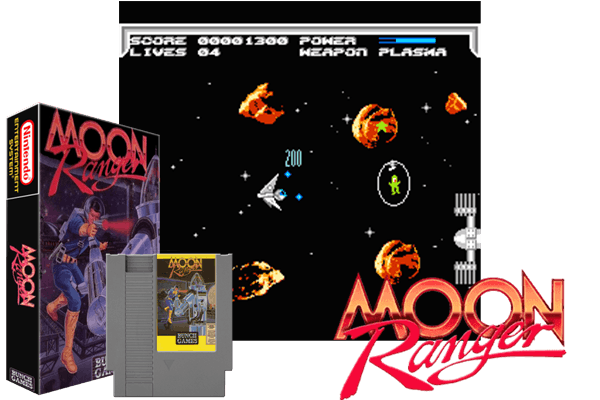 SCORE 00001300 POWER
LIVES 04 WEAPON PLASMA
200
MOON
Ranger
Nintendo
ENTERTAINMENT
SYSTEM
MOON
Ranger
BUNCH
GAMES
MOON
Ranger
BUNCH
GAMES
MOON
Ranger